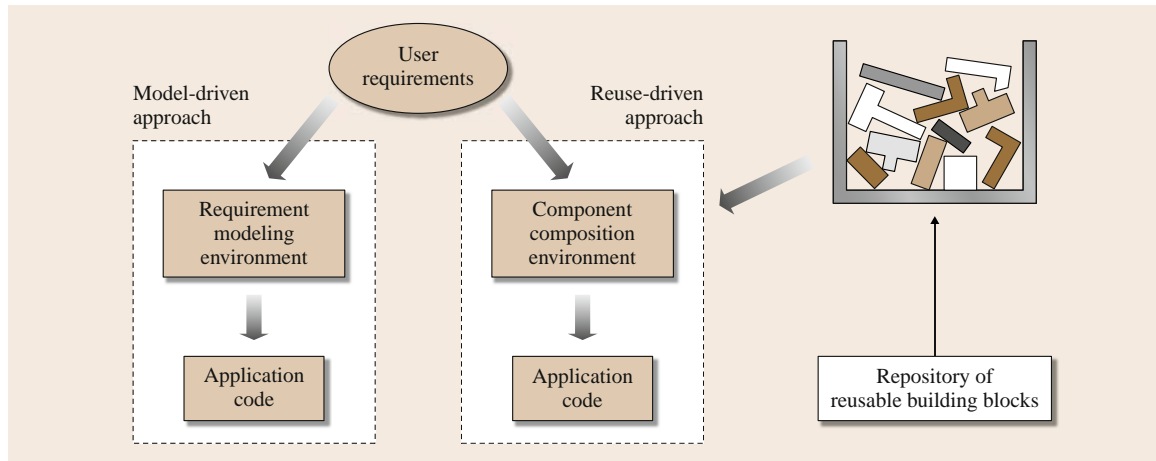 User
requirements
Model-driven
approach
Reuse-driven
approach
Requirement
modeling
environment
Component
composition
environment
Application
code
Application
code
Repository of
reusable building blocks